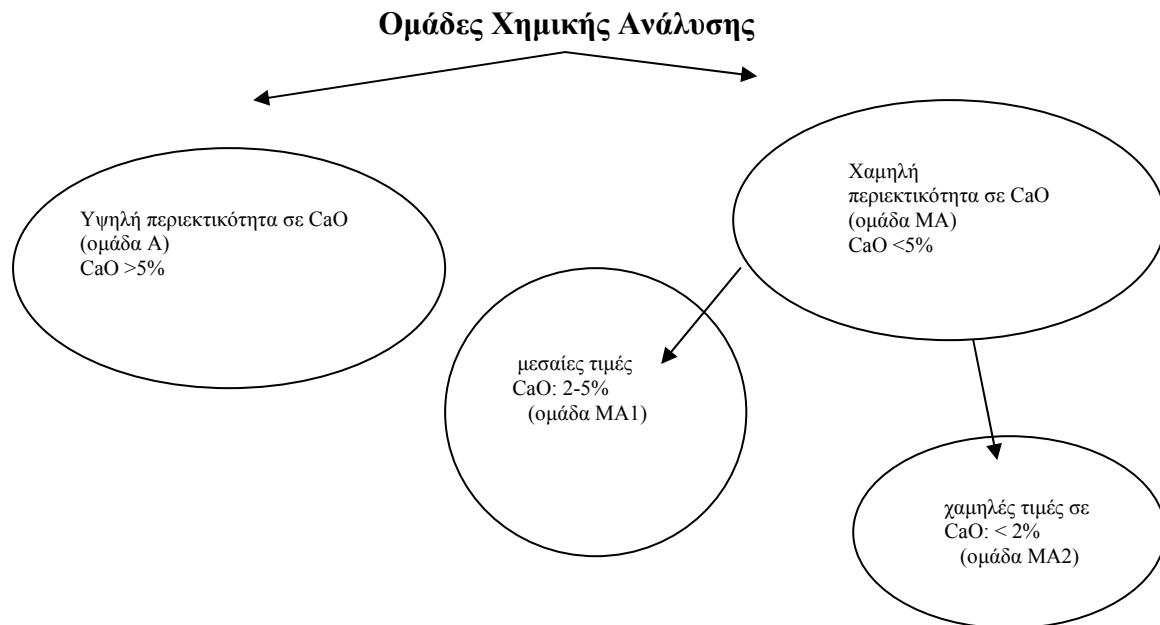 Ομάδες Χημικής Ανάλυσης
Υψηλή περιεκτικότητα σε CaO
(ομάδα Α)
CaO >5%
Χαμηλή
περιεκτικότητα σε CaO
(ομάδα ΜΑ)
CaO <5%
μεσαίες τιμές
CaO: 2-5%
(ομάδα ΜΑ1)
χαμηλές τιμές σε
CaO: < 2%
(ομάδα ΜΑ2)